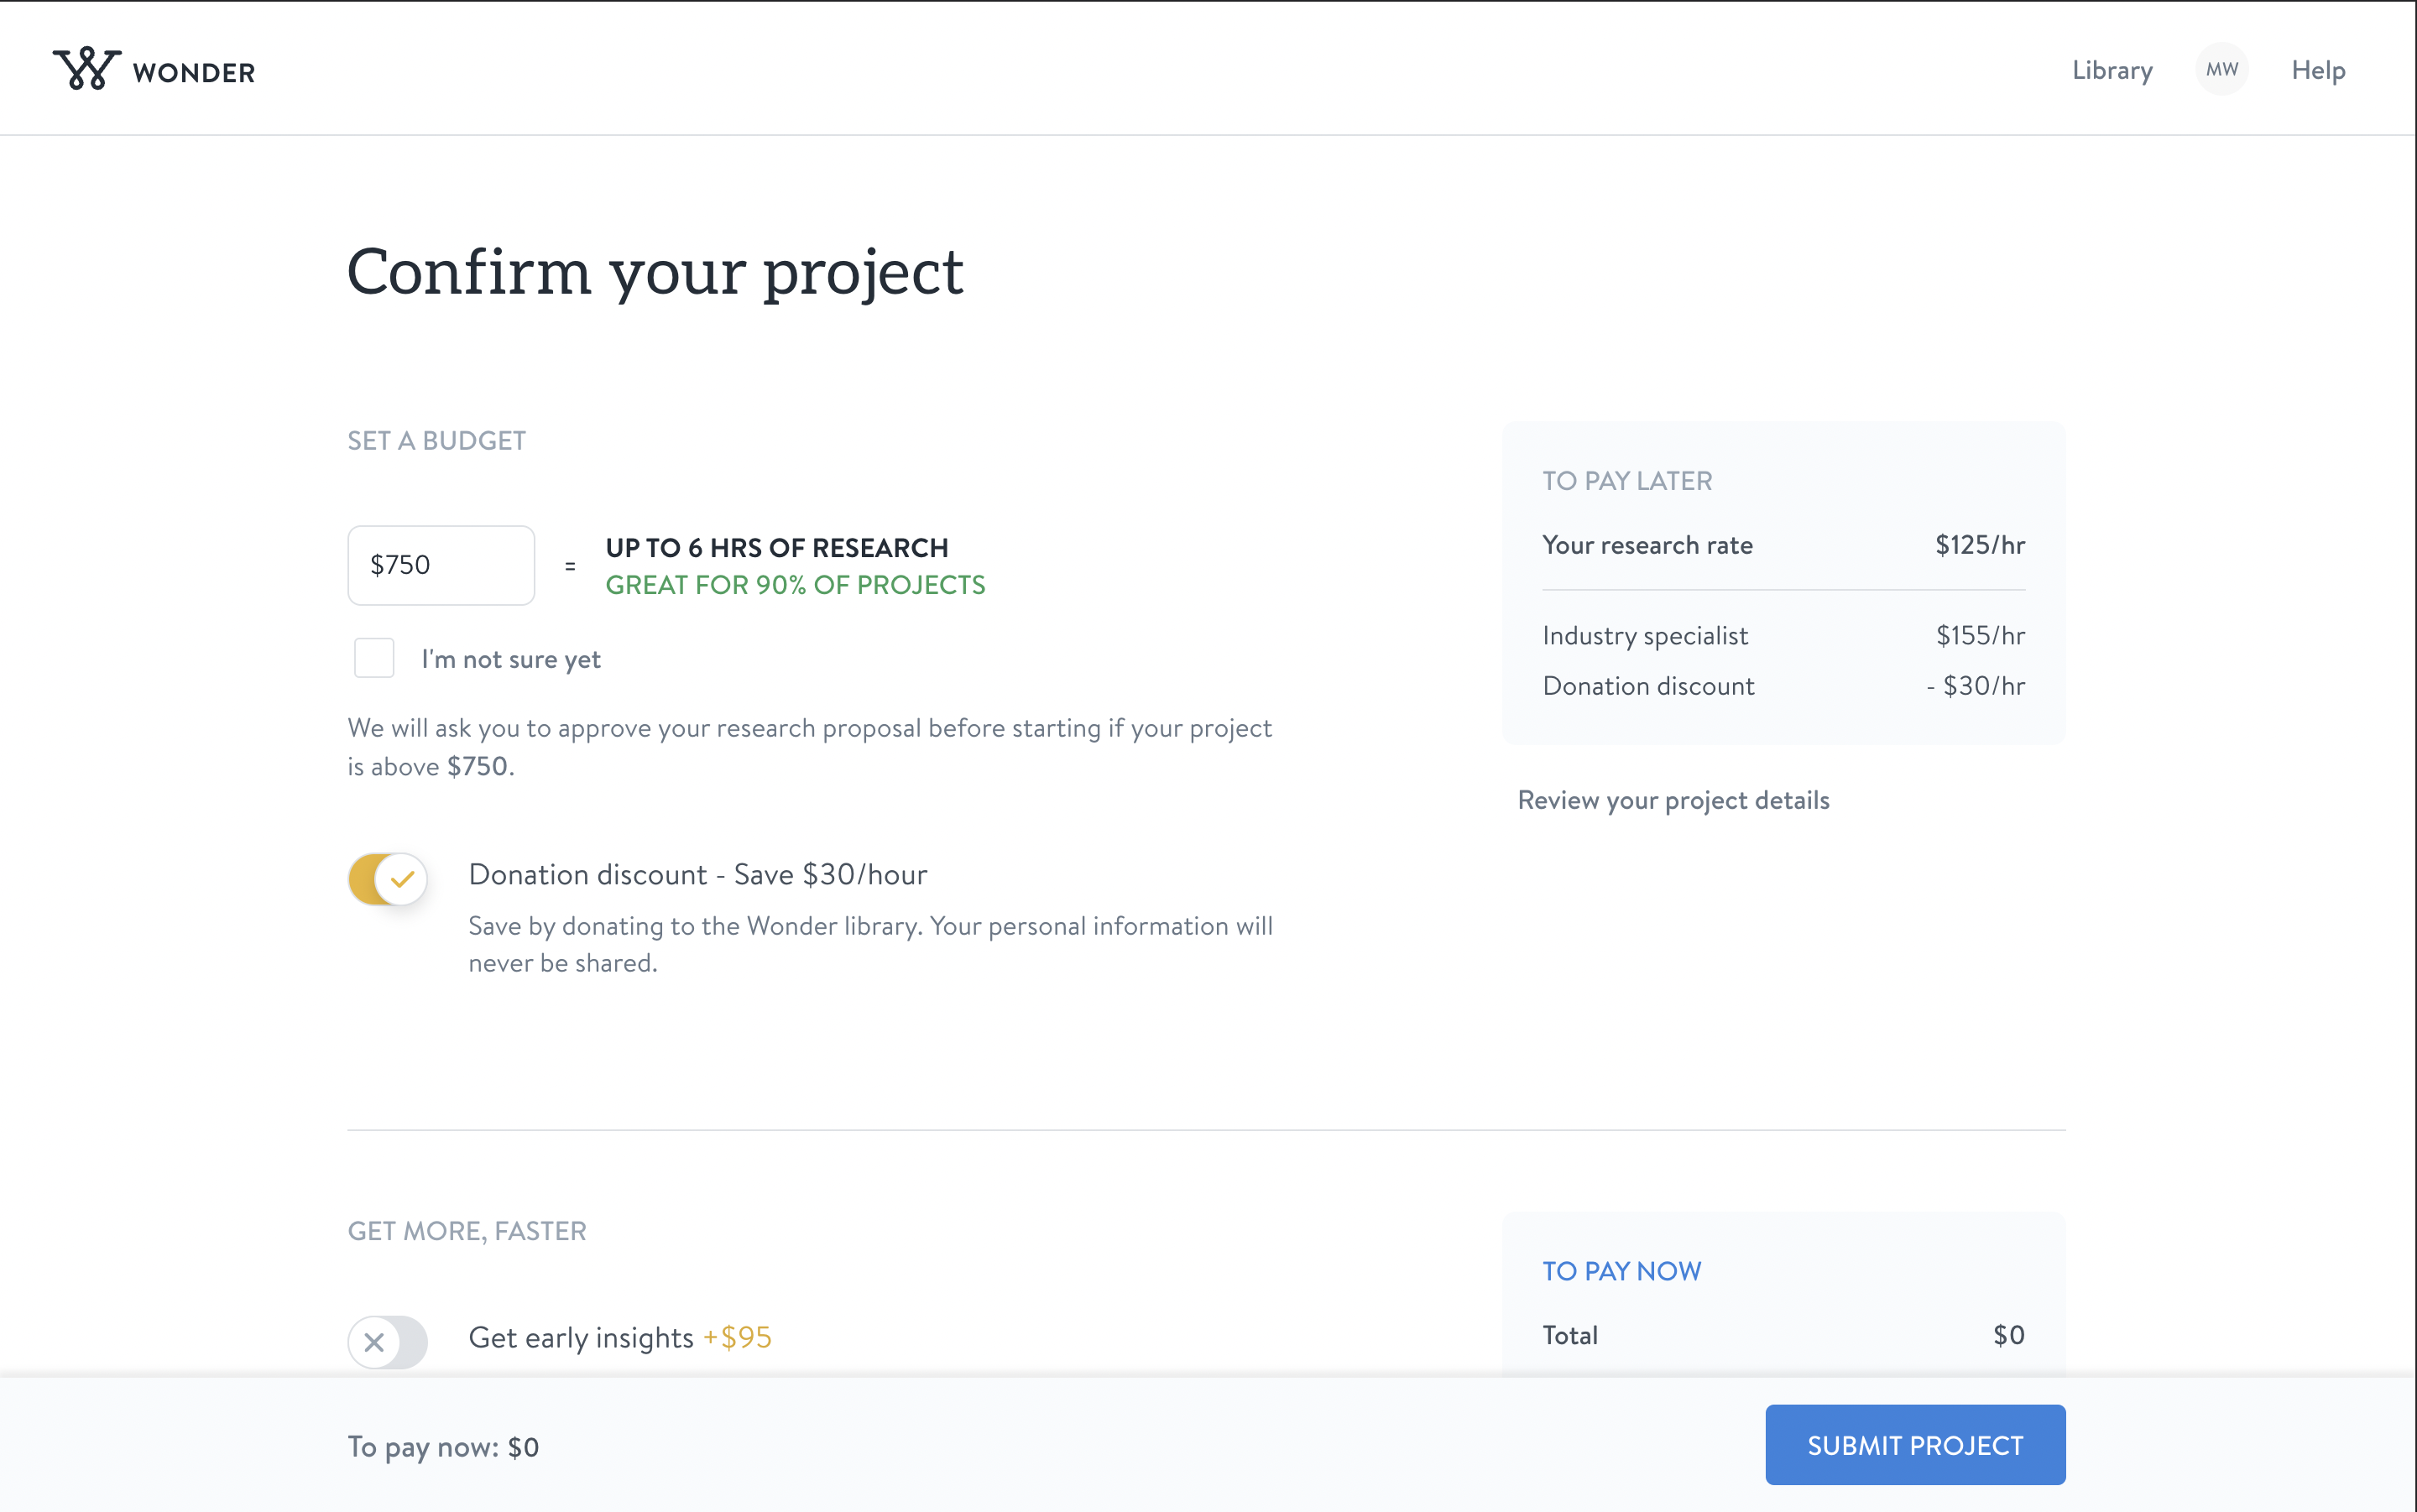 WONDER
Library
MW
Help
Confirm your project
SET A BUDGET
$750
=
UP TO 6 HRS OF RESEARCH
GREAT FOR 90% OF PROJECTS
I'm not sure yet
We will ask you to approve your research proposal before starting if your project
is above $750.
Donation discount - Save $30/hour
Save by donating to the Wonder library. Your personal information will
never be shared.
TO PAY LATER
Your research rate $125/hr
Industry specialist $155/hr
Donation discount - $30/hr
Review your project details
GET MORE, FASTER
Get early insights +$95
TO PAY NOW
Total $0
To pay now: $0
SUBMIT PROJECT